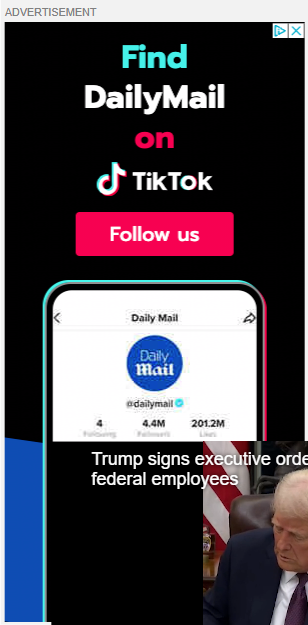 ADVERTISEMENT
Find
DailyMail
on
TikTok
Follow us
Daily Mail
Daily
Mail
@dailymail
4 4.4M 201.2M
Following Followers Likes
Trump signs executive orde
federal employees